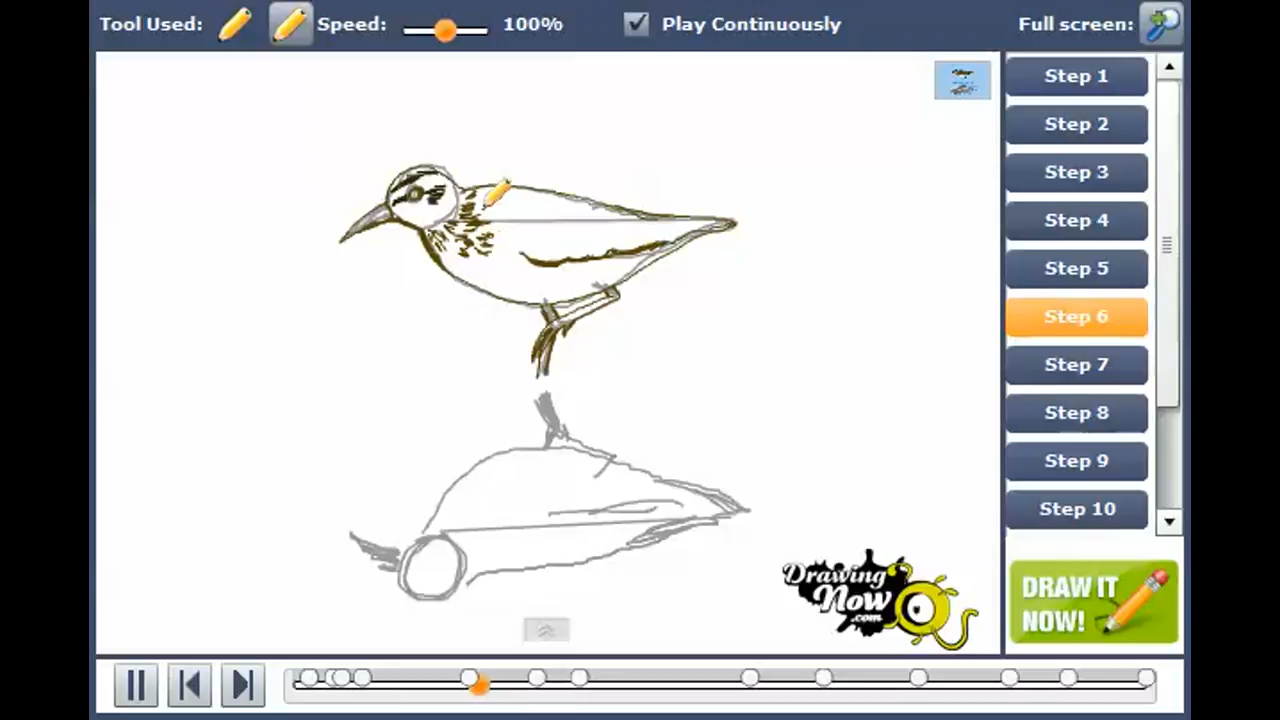 Tool Used:
Speed:
100%
Play Continuously
Full screen:
Step 1
Step 2
Step 3
Step 4
Step 5
Step 6
Step 7
Step 8
Step 9
Step 10
Drawing
Now
.com
DRAW IT
NOW!